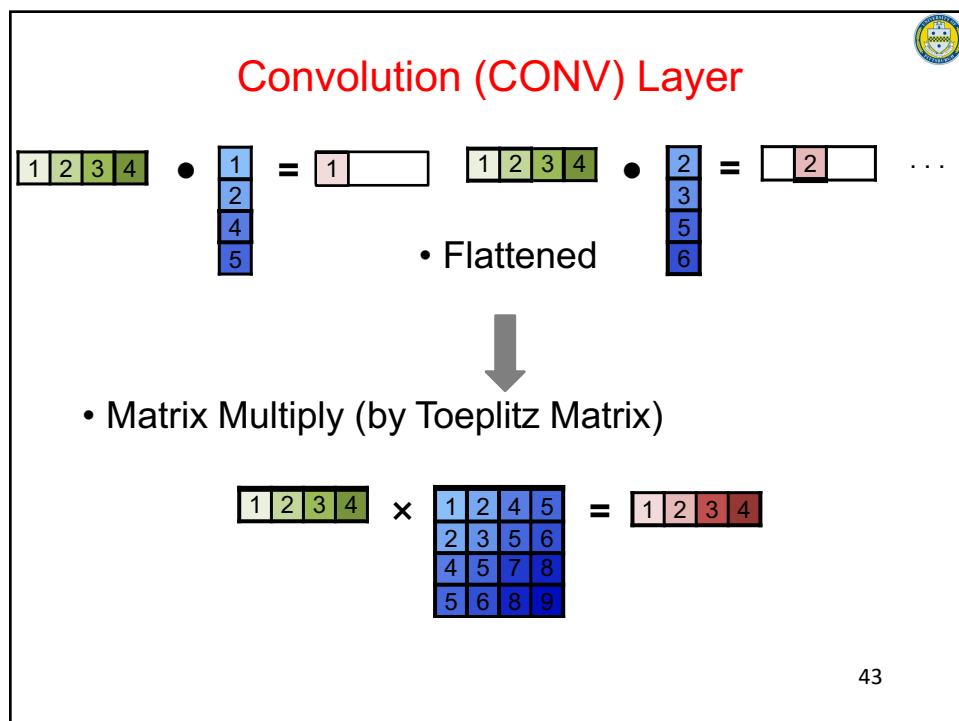 Convolution (CONV) Layer
1 2 3 4 • 1 2 4 5 = 1
1 2 3 4 • 2 3 5 6 = 2 ...
• Flattened
• Matrix Multiply (by Toeplitz Matrix)
1 2 3 4 × 1 2 4 5 = 1 2 3 4
2 3 5 6
4 5 7 8
5 6 8 9
43